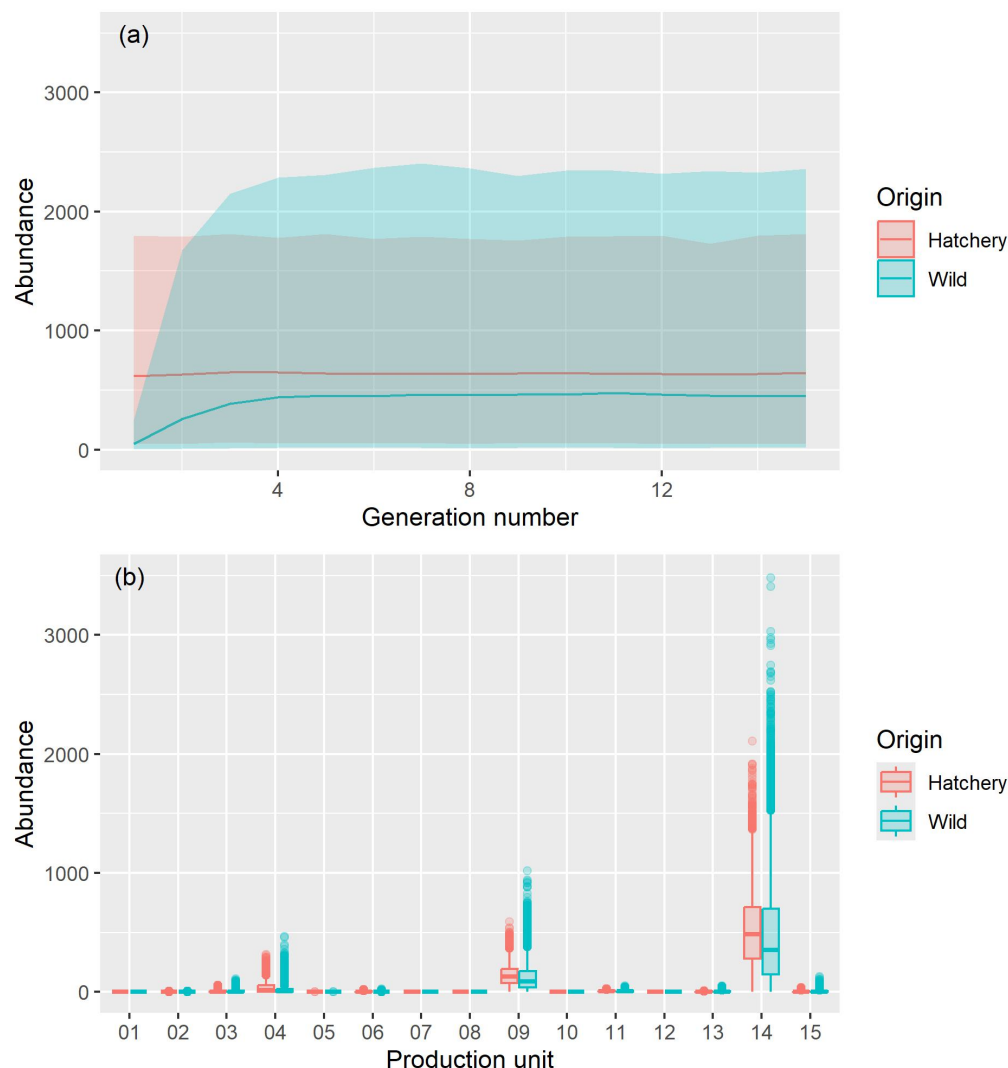 (a)
3000
2000
1000
0
Abundance
4 8 12
Generation number
Origin
Hatchery
Wild
(b)
3000
2000
1000
0
Abundance
01 02 03 04 05 06 07 08 09 10 11 12 13 14 15
Production unit
Origin
Hatchery
Wild